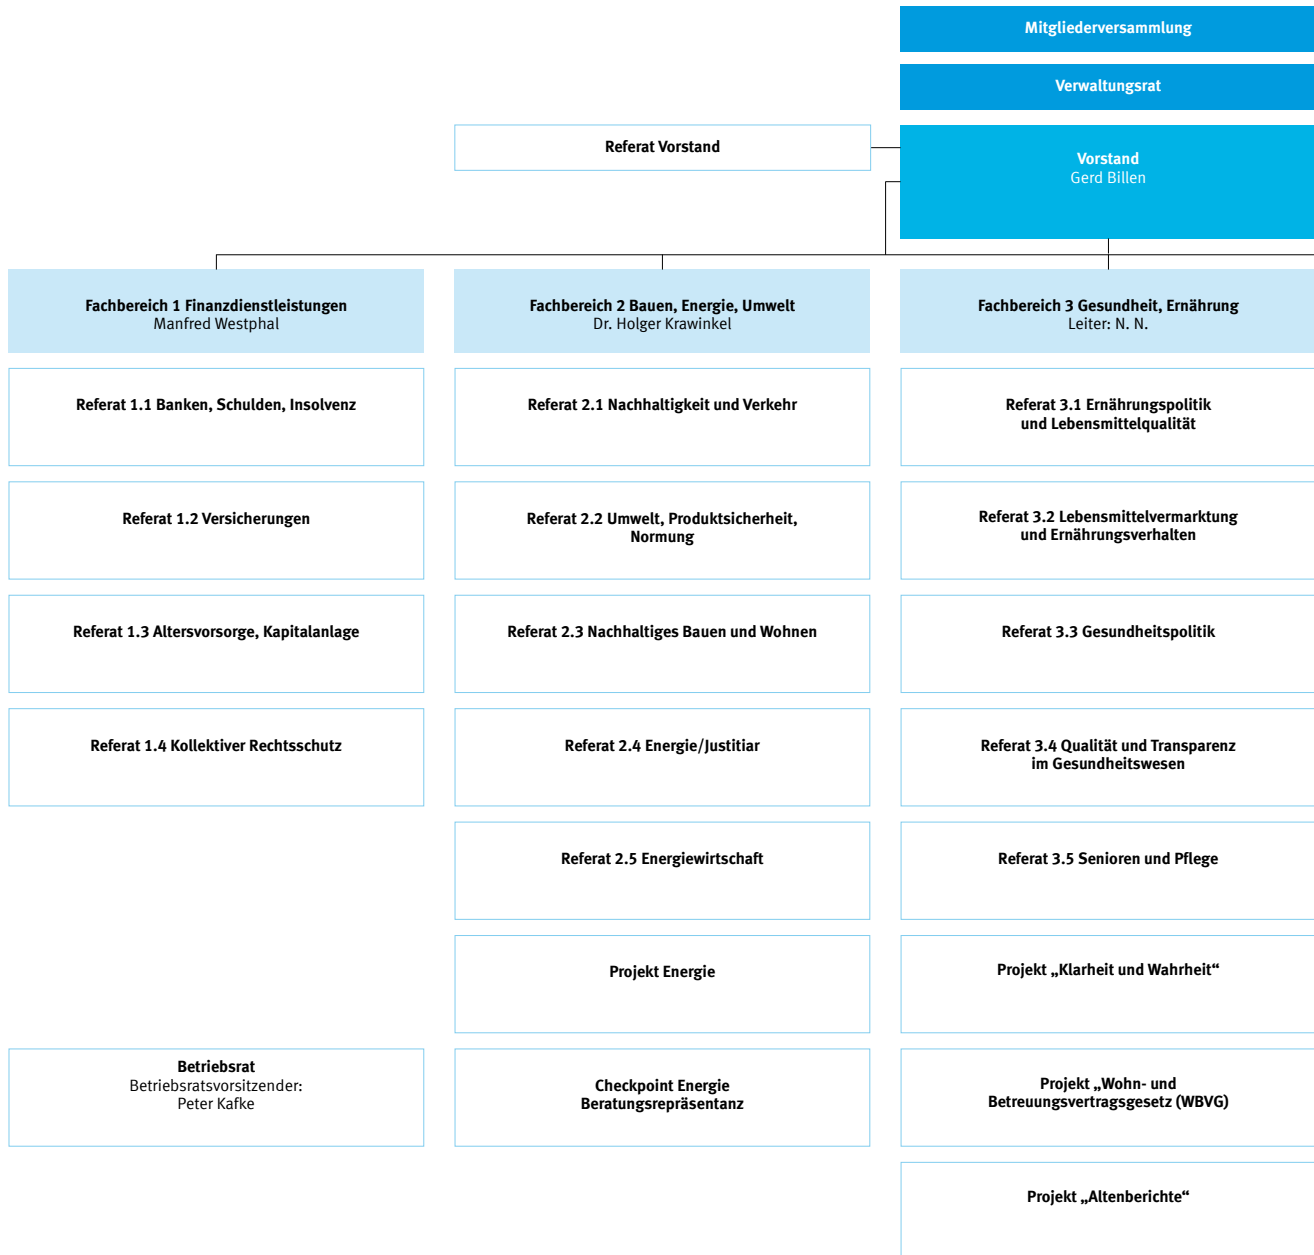 Mitgliederversammlung
Verwaltungsrat
Referat Vorstand
Vorstand
Gerd Billen
Fachbereich 1 Finanzdienstleistungen
Manfred Westphal
Referat 1.1 Banken, Schulden, Insolvenz
Referat 1.2 Versicherungen
Referat 1.3 Altersvorsorge, Kapitalanlage
Referat 1.4 Kollektiver Rechtsschutz
Betriebsrat
Betriebsratsvorsitzender:
Peter Kafke
Fachbereich 2 Bauen, Energie, Umwelt
Dr. Holger Krawinkel
Referat 2.1 Nachhaltigkeit und Verkehr
Referat 2.2 Umwelt, Produktsicherheit,
Normung
Referat 2.3 Nachhaltiges Bauen und Wohnen
Referat 2.4 Energie/Justitiar
Referat 2.5 Energiewirtschaft
Projekt Energie
Checkpoint Energie
Beratungsrepräsentanz
Fachbereich 3 Gesundheit, Ernährung
Leiter: N. N.
Referat 3.1 Ernährungspolitik
und Lebensmittelqualität
Referat 3.2 Lebensmittelvermarktung
und Ernährungsverhalten
Referat 3.3 Gesundheitspolitik
Referat 3.4 Qualität und Transparenz
im Gesundheitswesen
Referat 3.5 Senioren und Pflege
Projekt „Klarheit und Wahrheit“
Projekt „Wohn- und
Betreuungsvertragsgesetz (WBVG)
Projekt „Altenberichte“